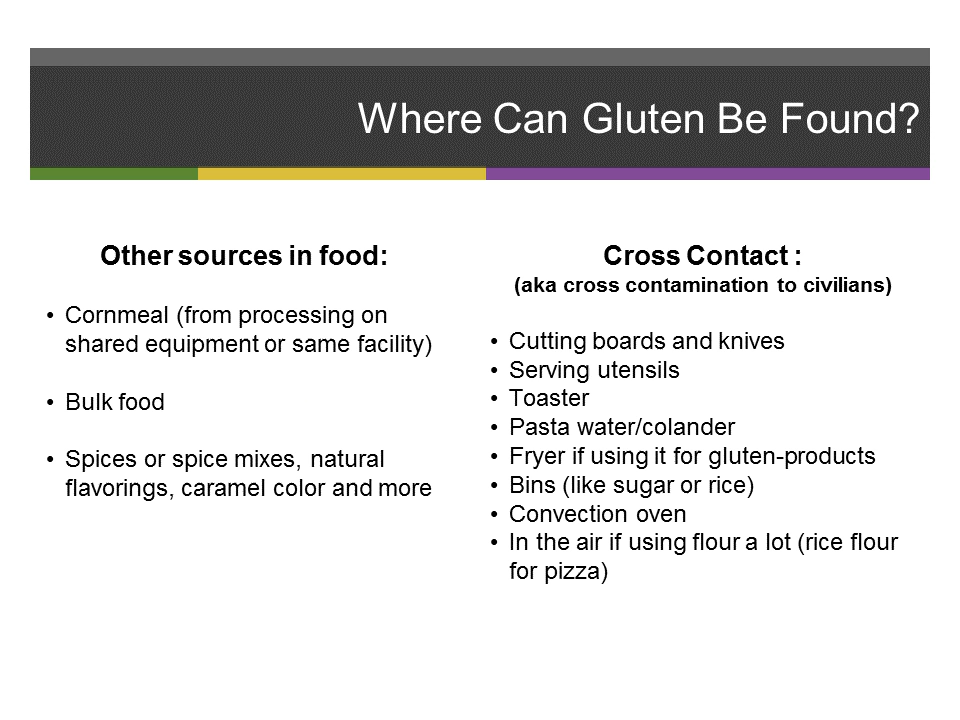 Where Can Gluten Be Found?
Other sources in food:
• Cornmeal (from processing on
shared equipment or same facility)
• Bulk food
• Spices or spice mixes, natural
flavorings, caramel color and more
Cross Contact :
(aka cross contamination to civilians)
• Cutting boards and knives
• Serving utensils
• Toaster
• Pasta water/colander
• Fryer if using it for gluten-products
• Bins (like sugar or rice)
• Convection oven
• In the air if using flour a lot (rice flour
for pizza)